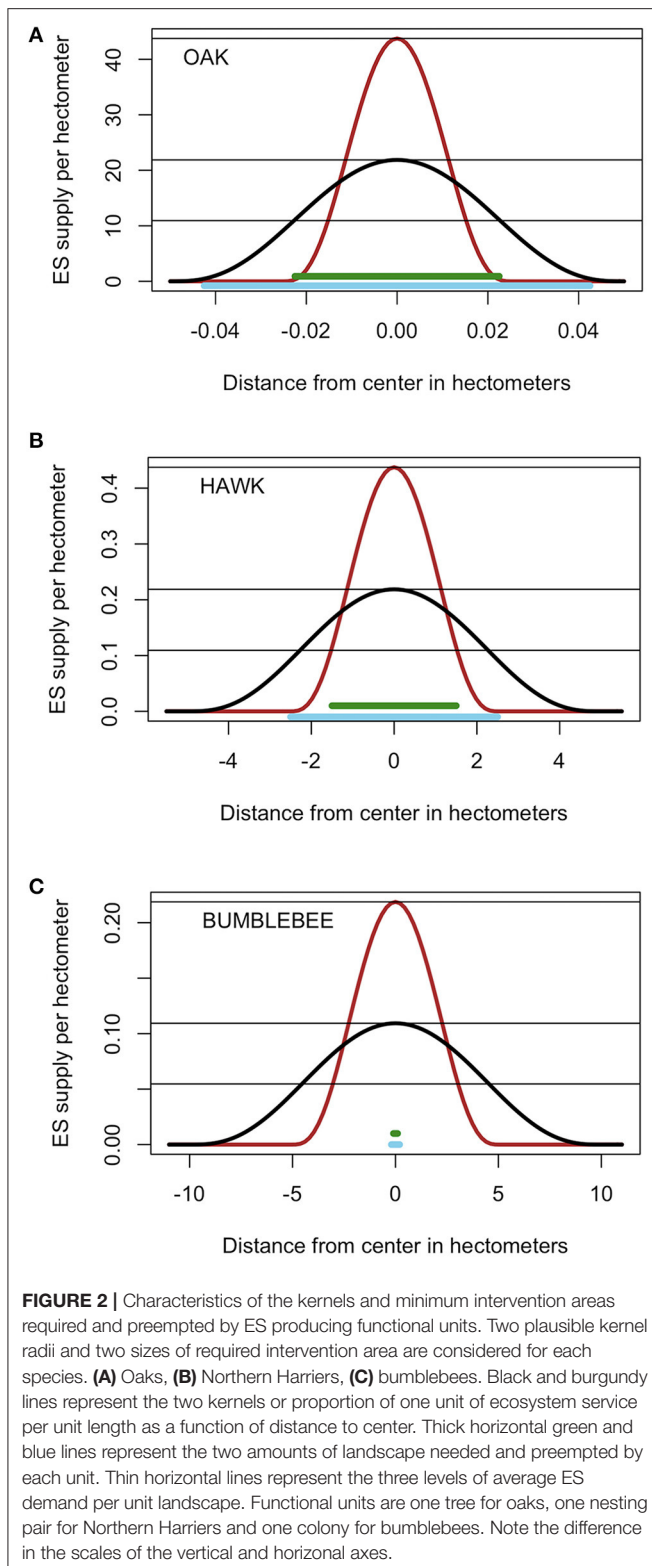 A
OAK
ES supply per hectometer
40
30
20
10
0
-0.04 -0.02 0.00 0.02 0.04
Distance from center in hectometers
B
HAWK
ES supply per hectometer
0.4
0.3
0.2
0.1
0.0
-4 -2 0 2 4
Distance from center in hectometers
C
BUMBLEBEE
ES supply per hectometer
0.20
0.10
0.00
-10 -5 0 5 10
Distance from center in hectometers
FIGURE 2 | Characteristics of the kernels and minimum intervention areas
required and preempted by ES producing functional units. Two plausible kernel
radii and two sizes of required intervention area are considered for each
species. (A) Oaks, (B) Northern Harriers, (C) bumblebees. Black and burgundy
lines represent the two kernels or proportion of one unit of ecosystem service
per unit length as a function of distance to center. Thick horizontal green and
blue lines represent the two amounts of landscape needed and preempted by
each unit. Thin horizontal lines represent the three levels of average ES
demand per unit landscape. Functional units are one tree for oaks, one nesting
pair for Northern Harriers and one colony for bumblebees. Note the difference
in the scales of the vertical and horizonal axes.